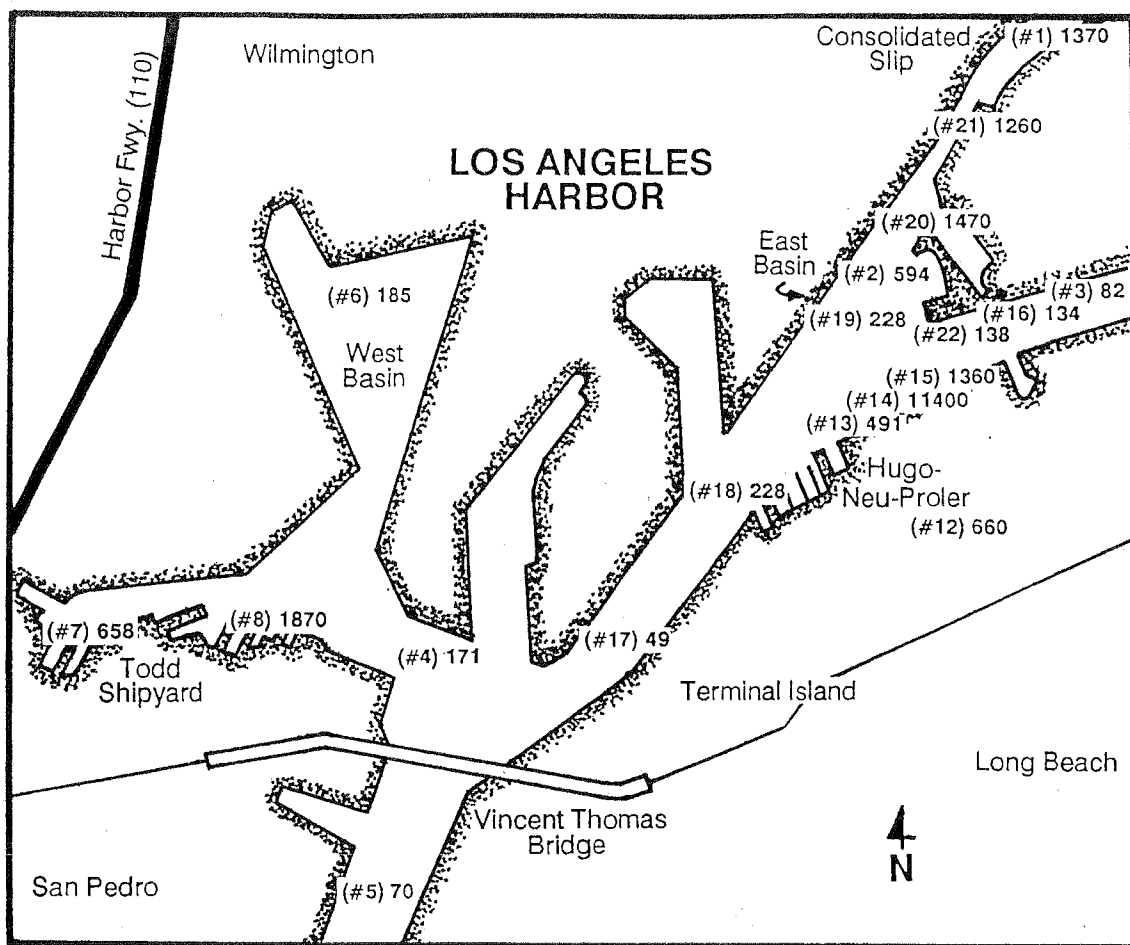 Wilmington
Consolidated
Slip
(#1) 1370
Harbor Fwy. (110)
(#21) 1260
LOS ANGELES
HARBOR
(#20) 1470
East
Basin
(#2) 594
(#3) 82
(#6) 185
(#16) 134
(#19) 228
(#22) 138
West
Basin
(#15) 1360
(#14) 11400
(#13) 491
Hugo-
Neu-Proler
(#18) 228
(#12) 660
(#8) 1870
(#7) 658
(#17) 49
(#4) 171
Todd
Shipyard
Terminal Island
Long Beach
Vincent Thomas
Bridge
N
San Pedro
(#5) 70